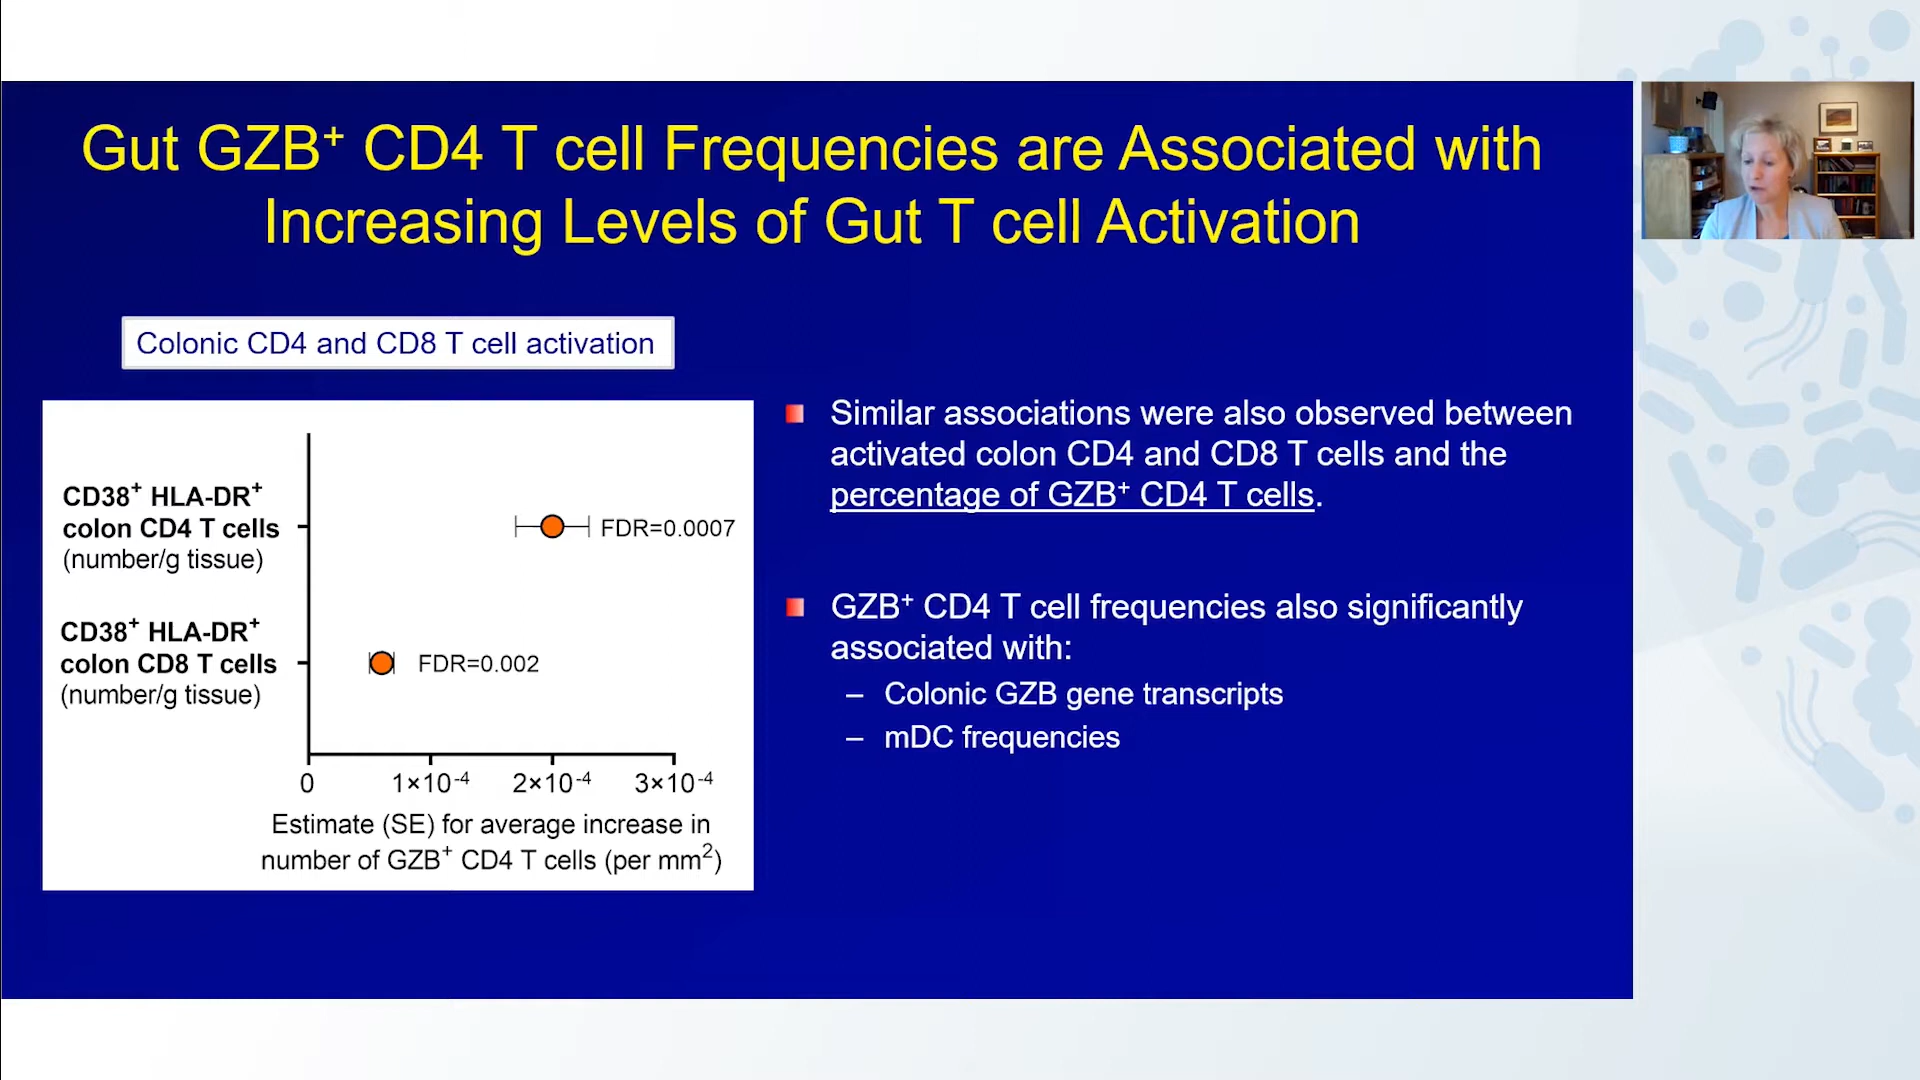 Gut GZB⁺ CD4 T cell Frequencies are Associated with
Increasing Levels of Gut T cell Activation
Colonic CD4 and CD8 T cell activation
CD38⁺ HLA-DR⁺
colon CD4 T cells
(number/g tissue)
FDR=0.0007
CD38⁺ HLA-DR⁺
colon CD8 T cells
(number/g tissue)
FDR=0.002
0 1×10⁻⁴ 2×10⁻⁴ 3×10⁻⁴
Estimate (SE) for average increase in
number of GZB⁺ CD4 T cells (per mm²)
Similar associations were also observed between
activated colon CD4 and CD8 T cells and the
percentage of GZB⁺ CD4 T cells.
GZB⁺ CD4 T cell frequencies also significantly
associated with:
– Colonic GZB gene transcripts
– mDC frequencies